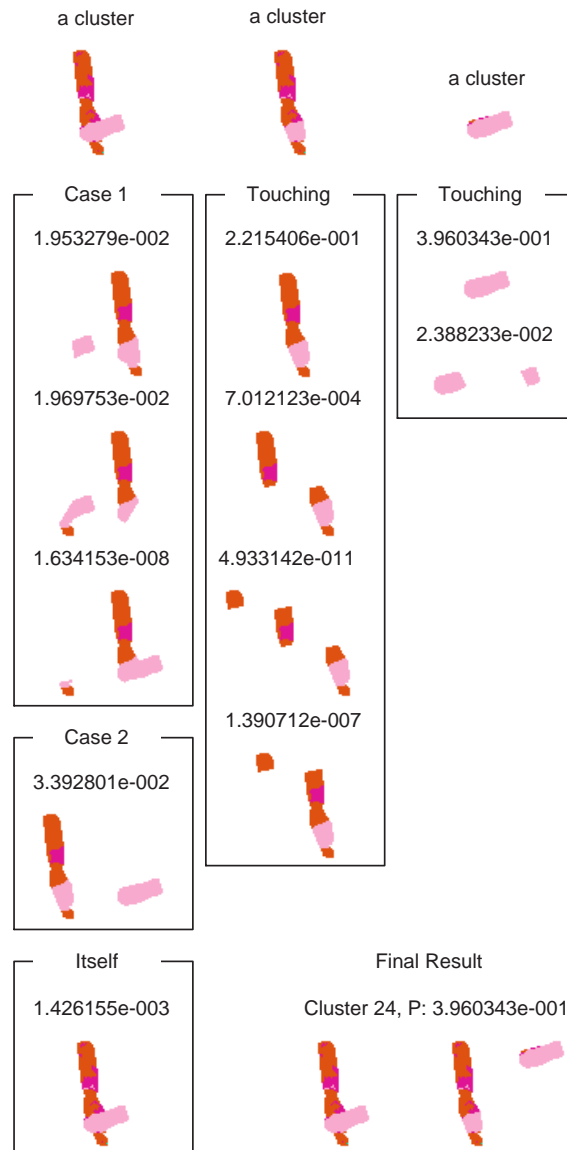 a cluster
a cluster
a cluster
Case 1
1.953279e-002
1.969753e-002
1.634153e-008
Case 2
3.392801e-002
Itself
1.426155e-003
Touching
2.215406e-001
7.012123e-004
4.933142e-011
1.390712e-007
Touching
3.960343e-001
2.388233e-002
Final Result
Cluster 24, P: 3.960343e-001